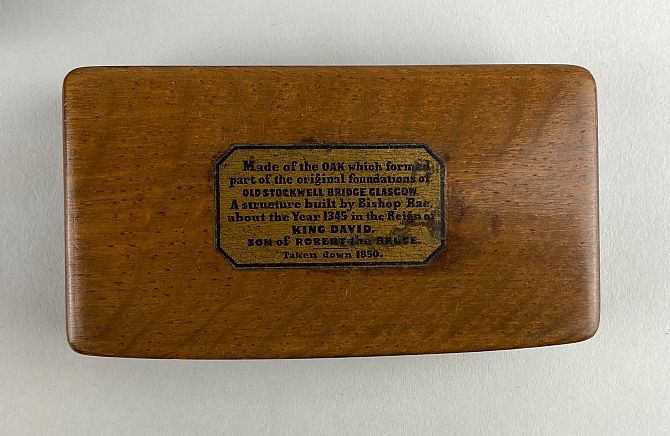 Made of the OAK which formed
part of the original foundations of
OLD STOCKWELL BRIDGE GLASGOW.
A structure built by Bishop Rae,
about the Year 1345 in the Reign of
KING DAVID,
SON of ROBERT the BRUCE.
Taken down 1850.